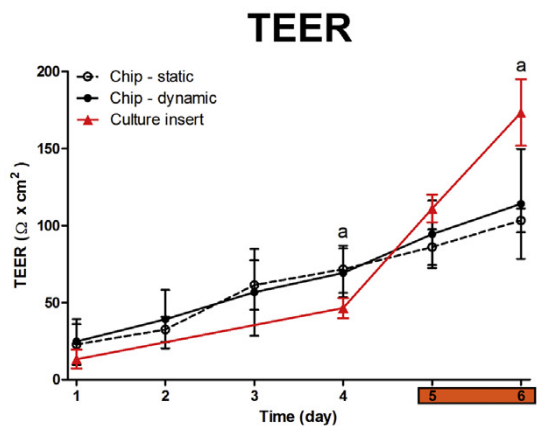 TEER
200
150
100
50
0
TEER (Ω x cm²)
Chip - static
Chip - dynamic
Culture insert
a
a
1 2 3 4 5 6
Time (day)